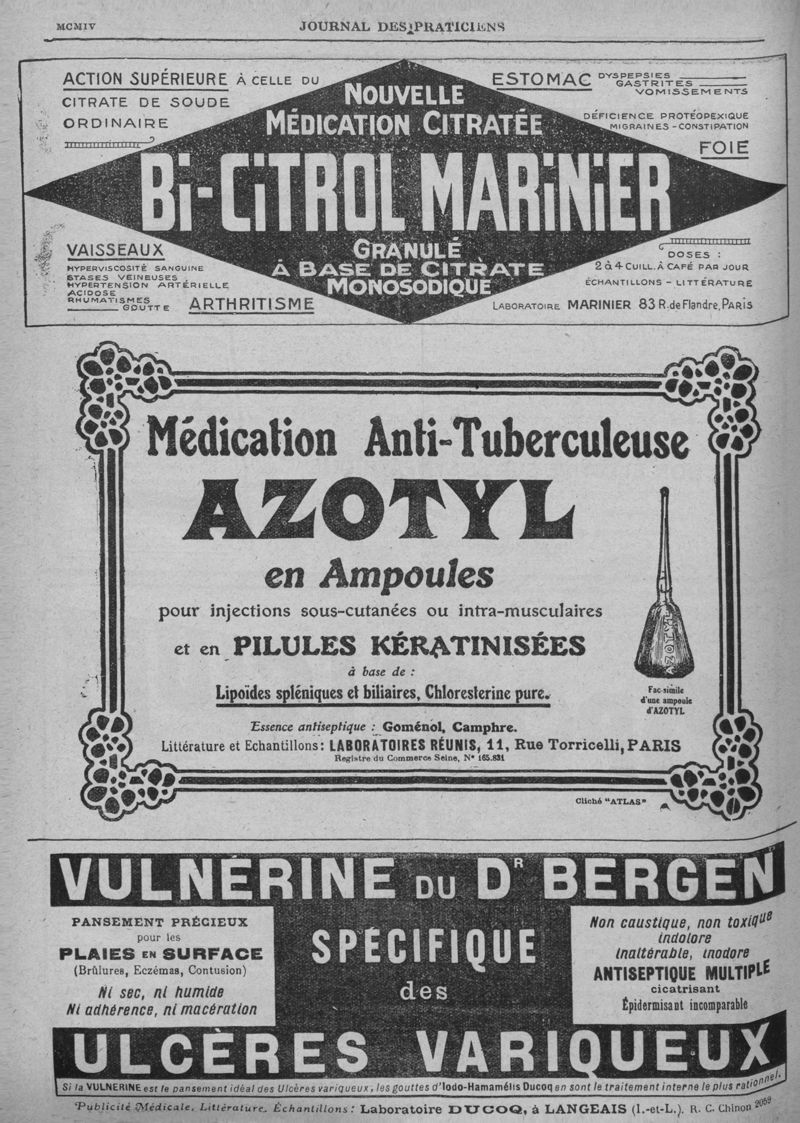 MCMIV
JOURNAL DES PRATICIENS
ACTION SUPÉRIEURE À CELLE DU
CITRATE DE SOUDE
ORDINAIRE
NOUVELLE
MÉDICATION CITRATÉE
ESTOMAC DYSPEPSIES
GASTRITES
VOMISSEMENTS
DÉFICIENCE PROTÉOPEXIQUE
MIGRAINES - CONSTIPATION
FOIE
Bi-CiTROL MARiNiER
VAISSEAUX
HYPERVISCOSITÉ SANGUINE
STASES VEINEUSES
HYPERTENSION ARTÉRIELLE
ACIDOSE
RHUMATISMES
GOUTTE
ARTHRITISME
GRANULÉ
À BASE DE CITRATE
MONOSODIQUE
DOSES :
2 à 4 CUILL. À CAFÉ PAR JOUR
ÉCHANTILLONS - LITTÉRATURE
LABORATOIRE MARINIER 83 R. de Flandre, PARIS
Médication Anti-Tuberculeuse
AZOTYL
en Ampoules
pour injections sous-cutanées ou intra-musculaires
et en PILULES KÉRATINISÉES
à base de :
Lipoïdes spléniques et biliaires, Chloresterine pure.
AZOTYL
Fac-simile
d'une ampoule
d'AZOTYL
Essence antiseptique : Goménol, Camphre.
Littérature et Echantillons : LABORATOIRES RÉUNIS, 11, Rue Torricelli, PARIS
Registre du Commerce Seine, N° 165.831
Cliché "ATLAS"
VULNÉRINE DU Dr BERGEN
PANSEMENT PRÉCIEUX
pour les
PLAIES EN SURFACE
(Brûlures, Eczémas, Contusion)
Ni sec, ni humide
Ni adhérence, ni macération
SPÉCIFIQUE
des
Non caustique, non toxique
indolore
inaltérable, inodore
ANTISEPTIQUE MULTIPLE
cicatrisant
Épidermisant incomparable
ULCÈRES VARIQUEUX
Si la VULNERINE est le pansement idéal des Ulcères variqueux, les gouttes d'Iodo-Hamamélis Ducoq en sont le traitement interne le plus rationnel.
Publicité Médicale, Littérature, Échantillons : Laboratoire DUCOQ, à LANGEAIS (I.-et-L.). R. C. Chinon 2059